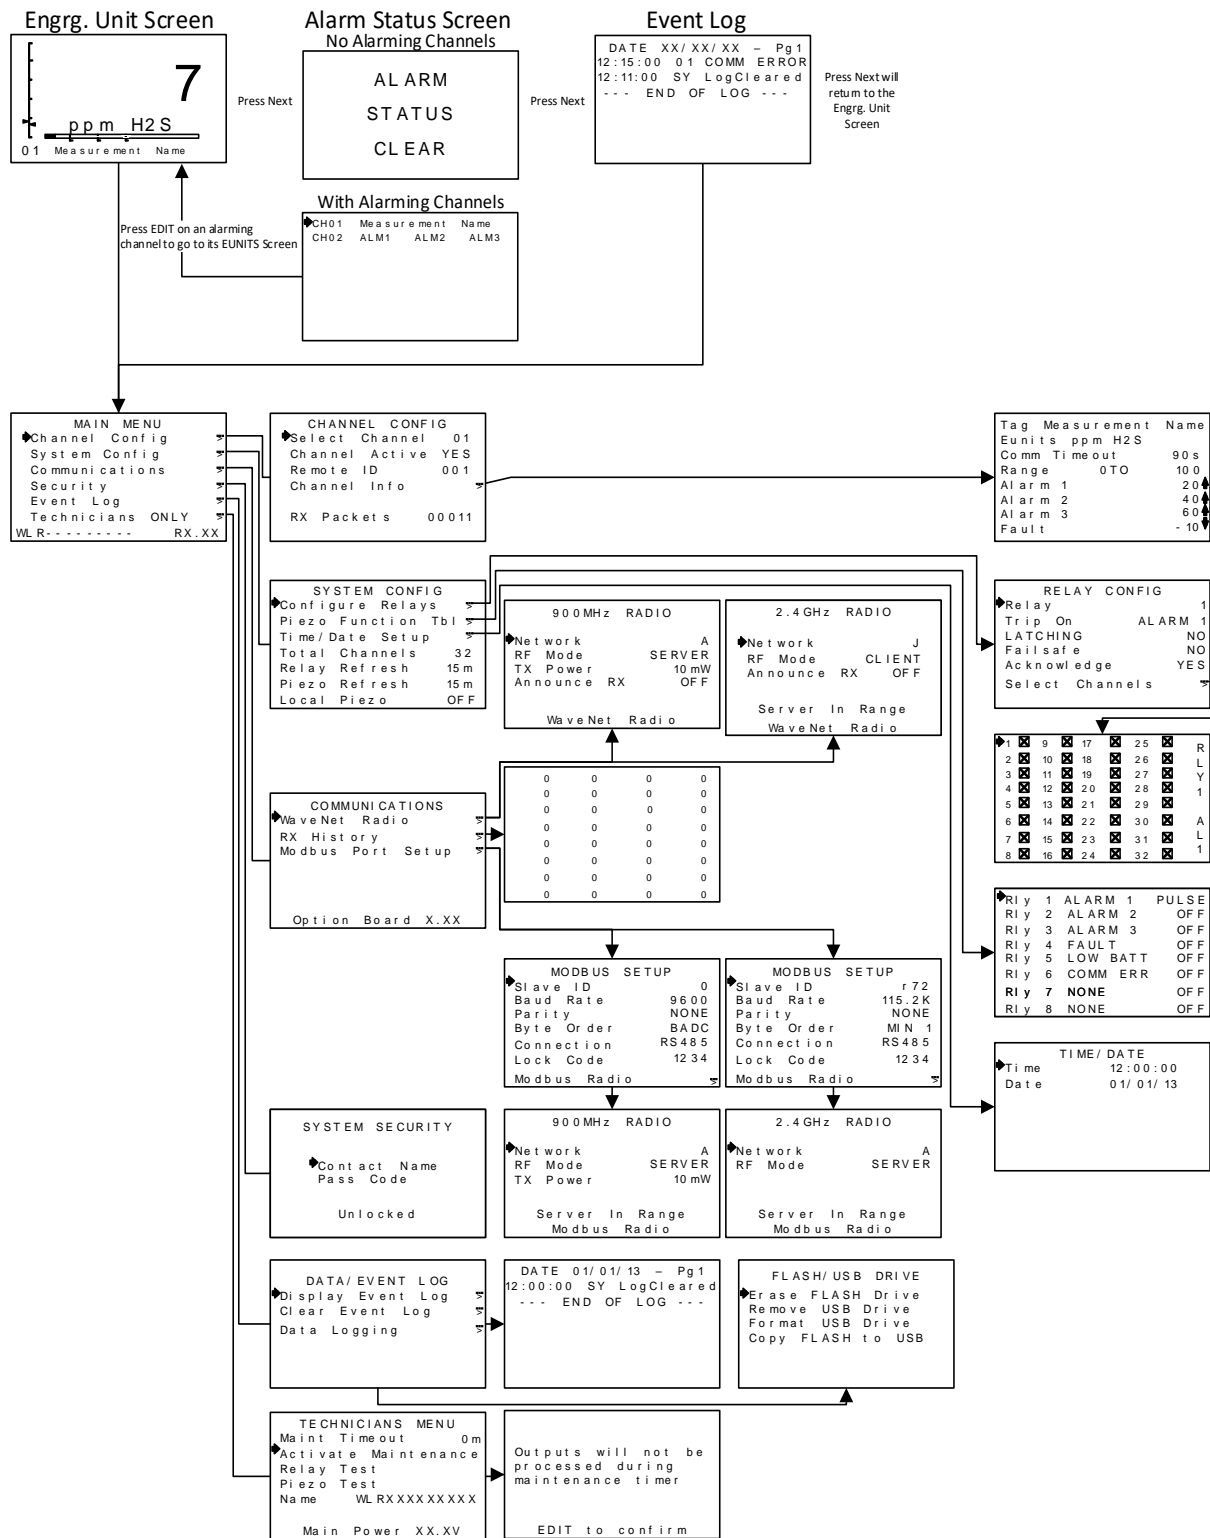 Engrg. Unit Screen
7
ppm H2S
01 Measurement Name
Press Next
Alarm Status Screen
No Alarming Channels
ALARM
STATUS
CLEAR
Press Next
Event Log
DATE XX/XX/XX – Pg1
12:15:00 01 COMM ERROR
12:11:00 SY LogCleared
--- END OF LOG ---
Press Next will
return to the
Engrg. Unit
Screen
With Alarming Channels
CH01 Measurement Name
CH02 ALM1 ALM2 ALM3
Press EDIT on an alarming
channel to go to its EUNITS Screen
MAIN MENU
Channel Config
System Config
Communications
Security
Event Log
Technicians ONLY
WLR--------- RX.XX
CHANNEL CONFIG
Select Channel 01
Channel Active YES
Remote ID 001
Channel Info
RX Packets 00011
Tag Measurement Name
Eunits ppm H2S
Comm Timeout 90s
Range 0TO 100
Alarm 1 20
Alarm 2 40
Alarm 3 60
Fault -10
SYSTEM CONFIG
Configure Relays
Piezo Function Tbl
Time/Date Setup
Total Channels 32
Relay Refresh 15m
Piezo Refresh 15m
Local Piezo OFF
900MHz RADIO
Network A
RF Mode SERVER
TX Power 10mW
Announce RX OFF
WaveNet Radio
2.4GHz RADIO
Network J
RF Mode CLIENT
Announce RX OFF
Server In Range
WaveNet Radio
RELAY CONFIG
Relay 1
Trip On ALARM 1
LATCHING NO
Failsafe NO
Acknowledge YES
Select Channels
1 9 17 25 R
2 10 18 26 L
3 11 19 27 Y
4 12 20 28 1
5 13 21 29
6 14 22 30 A
7 15 23 31 L
8 16 24 32 1
COMMUNICATIONS
WaveNet Radio
RX History
Modbus Port Setup
Option Board X.XX
0 0 0 0
0 0 0 0
0 0 0 0
0 0 0 0
0 0 0 0
0 0 0 0
0 0 0 0
0 0 0 0
Rly 1 ALARM 1 PULSE
Rly 2 ALARM 2 OFF
Rly 3 ALARM 3 OFF
Rly 4 FAULT OFF
Rly 5 LOW BATT OFF
Rly 6 COMM ERR OFF
Rly 7 NONE OFF
Rly 8 NONE OFF
MODBUS SETUP
Slave ID 0
Baud Rate 9600
Parity NONE
Byte Order BADC
Connection RS485
Lock Code 1234
Modbus Radio
MODBUS SETUP
Slave ID r72
Baud Rate 115.2K
Parity NONE
Byte Order MIN 1
Connection RS485
Lock Code 1234
Modbus Radio
TIME/DATE
Time 12:00:00
Date 01/01/13
SYSTEM SECURITY
Contact Name
Pass Code
Unlocked
900MHz RADIO
Network A
RF Mode SERVER
TX Power 10mW
Server In Range
Modbus Radio
2.4GHz RADIO
Network A
RF Mode SERVER
Server In Range
Modbus Radio
DATA/EVENT LOG
Display Event Log
Clear Event Log
Data Logging
DATE 01/01/13 – Pg1
12:00:00 SY LogCleared
--- END OF LOG ---
FLASH/USB DRIVE
Erase FLASH Drive
Remove USB Drive
Format USB Drive
Copy FLASH to USB
TECHNICIANS MENU
Maint Timeout 0m
Activate Maintenance
Relay Test
Piezo Test
Name WLRXXXXXXXXX
Main Power XX.XV
Outputs will not be
processed during
maintenance timer
EDIT to confirm